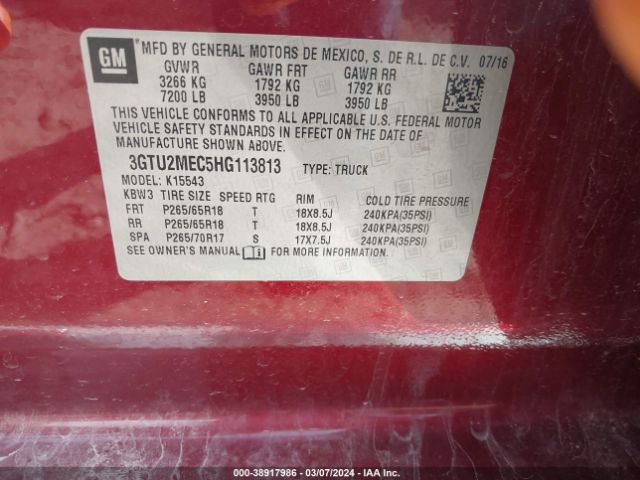 GM
MFD BY GENERAL MOTORS DE MEXICO, S. DE R.L. DE C.V. 07/16
GVWR GAWR FRT GAWR RR
3266 KG 1792 KG 1792 KG
7200 LB 3950 LB 3950 LB
THIS VEHICLE CONFORMS TO ALL APPLICABLE U.S. FEDERAL MOTOR
VEHICLE SAFETY STANDARDS IN EFFECT ON THE DATE OF
MANUFACTURE SHOWN ABOVE.
3GTU2MEC5HG113813 TYPE: TRUCK
MODEL: K15543
KBW3 TIRE SIZE SPEED RTG RIM COLD TIRE PRESSURE
FRT P265/65R18 T 18X8.5J 240KPA(35PSI)
RR P265/65R18 T 18X8.5J 240KPA(35PSI)
SPA P265/70R17 S 17X7.5J 240KPA(35PSI)
SEE OWNER'S MANUAL FOR MORE INFORMATION.
000-38917986 - 03/07/2024 - IAA Inc.